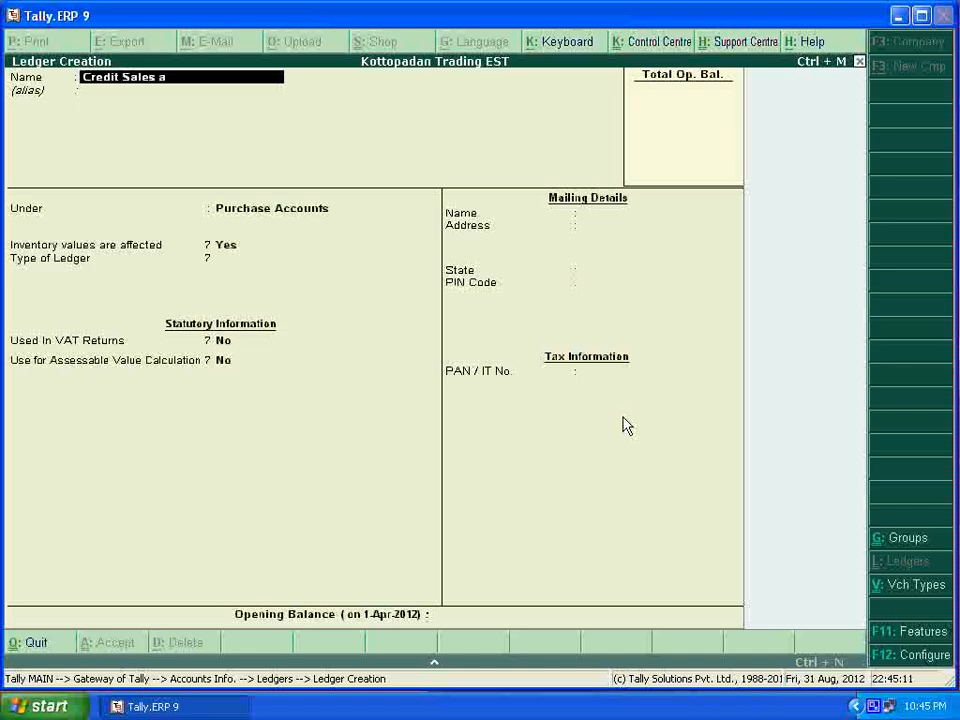 Tally.ERP 9
P: Print E: Export M: E-Mail O: Upload S: Shop G: Language K: Keyboard K: Control Centre H: Support Centre H: Help F3: Company
Ledger Creation Kottopadan Trading EST Ctrl + M
F3: New Cmp
Name : Credit Sales a
(alias) :
Total Op. Bal.
Under : Purchase Accounts
Inventory values are affected ? Yes
Type of Ledger ?
Statutory Information
Used In VAT Returns ? No
Use for Assessable Value Calculation ? No
Mailing Details
Name :
Address :
State :
PIN Code :
Tax Information
PAN / IT No. :
G: Groups
L: Ledgers
V: Vch Types
F11: Features
F12: Configure
Opening Balance ( on 1-Apr-2012) :
Q: Quit A: Accept D: Delete
Ctrl + N
Tally MAIN --> Gateway of Tally --> Accounts Info. --> Ledgers --> Ledger Creation (c) Tally Solutions Pvt. Ltd., 1988-201 Fri, 31 Aug, 2012 22:45:11
start Tally.ERP 9 10:45 PM